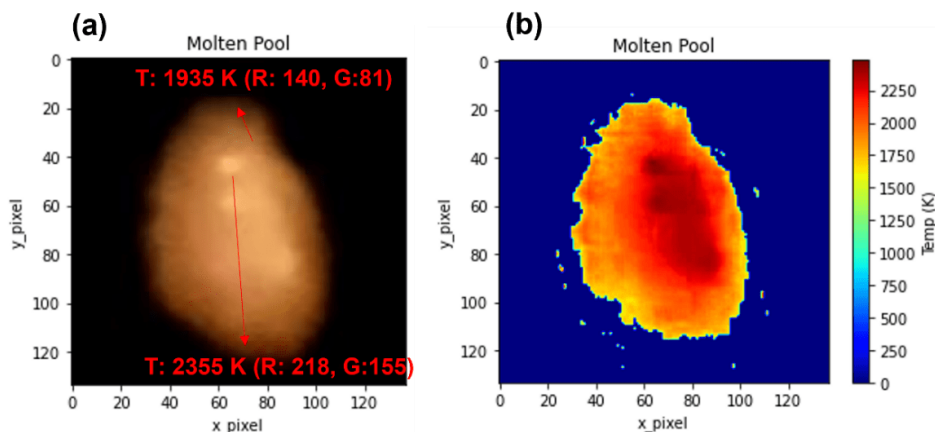 (a)
Molten Pool
T: 1935 K (R: 140, G:81)
T: 2355 K (R: 218, G:155)
0
20
40
60
80
100
120
y_pixel
0 20 40 60 80 100 120
x_pixel
(b)
Molten Pool
0
20
40
60
80
100
120
y_pixel
0 20 40 60 80 100 120
x_pixel
2250
2000
1750
1500
1250
1000
750
500
250
0
Temp (K)